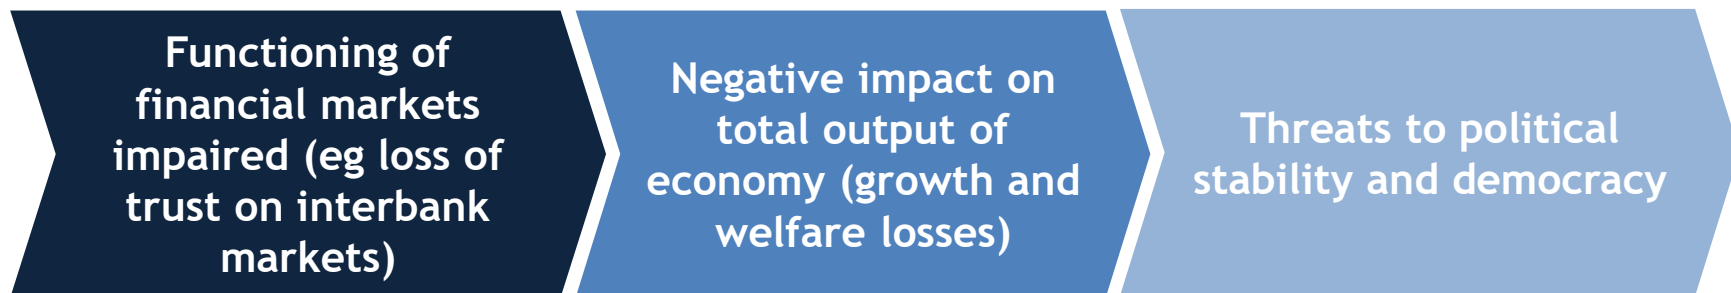 Functioning of
financial markets
impaired (eg loss of
trust on interbank
markets)
Negative impact on
total output of
economy (growth and
welfare losses)
Threats to political
stability and democracy